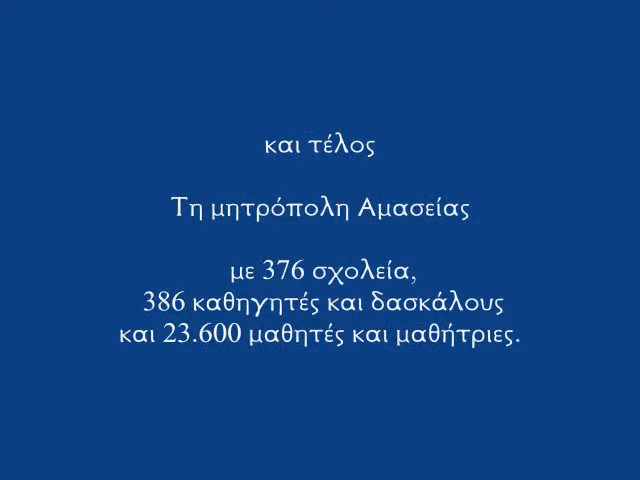 και τέλος
Τη μητρόπολη Αμασείας
με 376 σχολεία,
386 καθηγητές και δασκάλους
και 23.600 μαθητές και μαθήτριες.